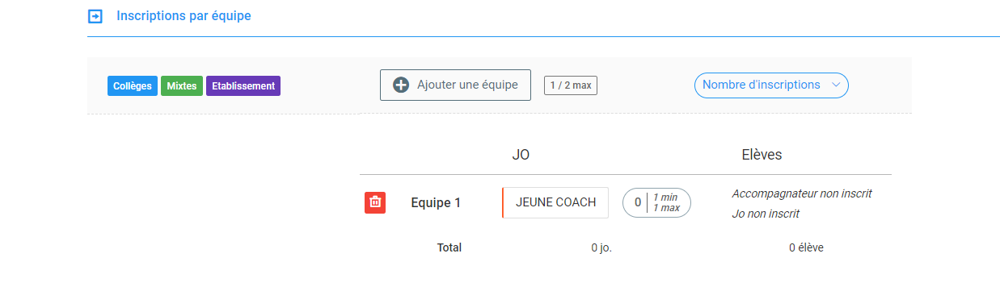 Inscriptions par équipe
Collèges Mixtes Etablissement Ajouter une équipe 1 / 2 max Nombre d'inscriptions
JO Elèves
Equipe 1 JEUNE COACH 0 1 min 1 max Accompagnateur non inscrit
Jo non inscrit
Total 0 jo. 0 élève